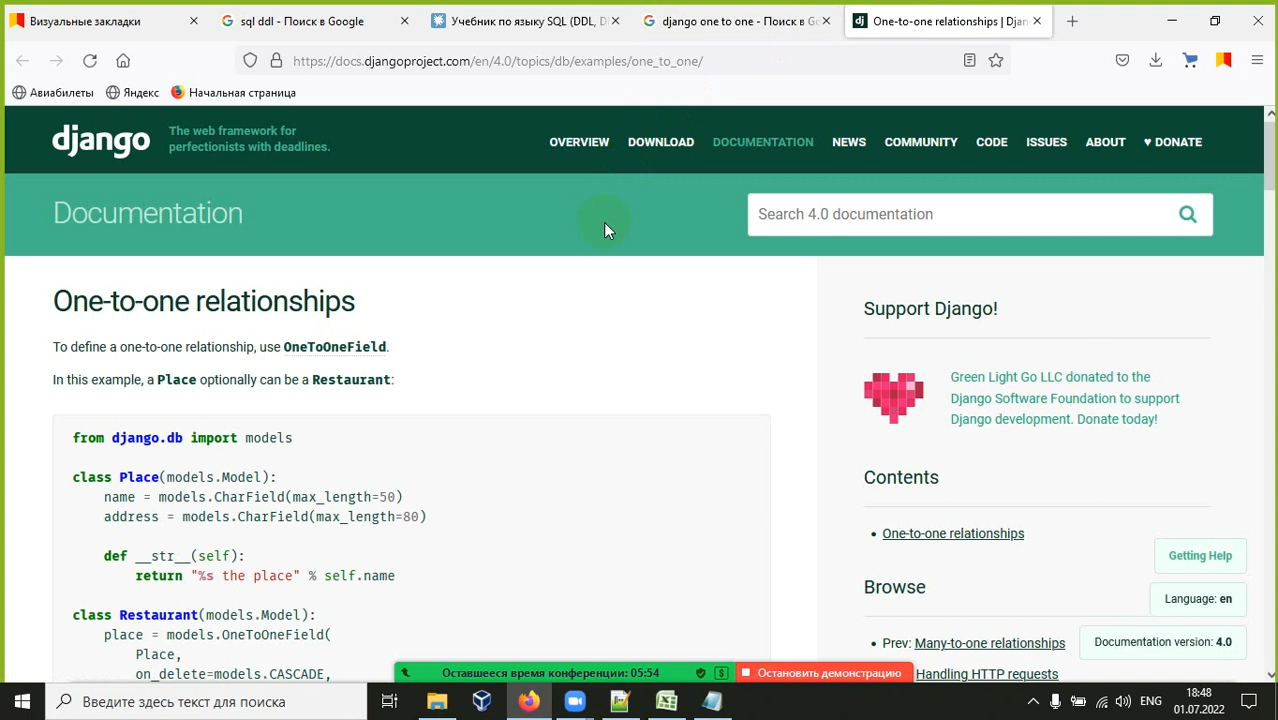 Визуальные закладки
sql ddl - Поиск в Google
Учебник по языку SQL (DDL, D
django one to one - Поиск в Go
dj One-to-one relationships | Djan
https://docs.djangoproject.com/en/4.0/topics/db/examples/one_to_one/
Авиабилеты
Яндекс
Начальная страница
django
The web framework for
perfectionists with deadlines.
OVERVIEW DOWNLOAD DOCUMENTATION NEWS COMMUNITY CODE ISSUES ABOUT ♥ DONATE
Documentation
Search 4.0 documentation
One-to-one relationships
To define a one-to-one relationship, use OneToOneField.
In this example, a Place optionally can be a Restaurant:
from django.db import models
class Place(models.Model):
name = models.CharField(max_length=50)
address = models.CharField(max_length=80)
def __str__(self):
return "%s the place" % self.name
class Restaurant(models.Model):
place = models.OneToOneField(
Place,
on_delete=models.CASCADE,
Support Django!
Green Light Go LLC donated to the
Django Software Foundation to support
Django development. Donate today!
Contents
• One-to-one relationships
Getting Help
Browse
Language: en
• Prev: Many-to-one relationships
Documentation version: 4.0
Handling HTTP requests
Оставшееся время конференции: 05:54
$
Остановить демонстрацию
Введите здесь текст для поиска
ENG
18:48
01.07.2022